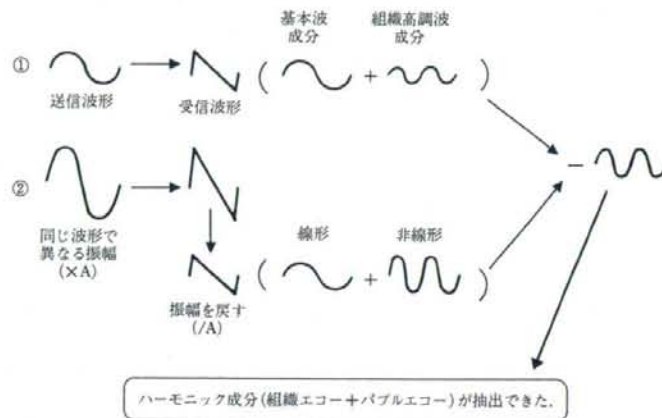 基本波
成分
組織高調波
成分
①
( + )
送信波形
受信波形
−
②
同じ波形で
異なる振幅
(×A)
線形
非線形
( + )
振幅を戻す
(/A)
ハーモニック成分(組織エコー+バブルエコー)が抽出できた.